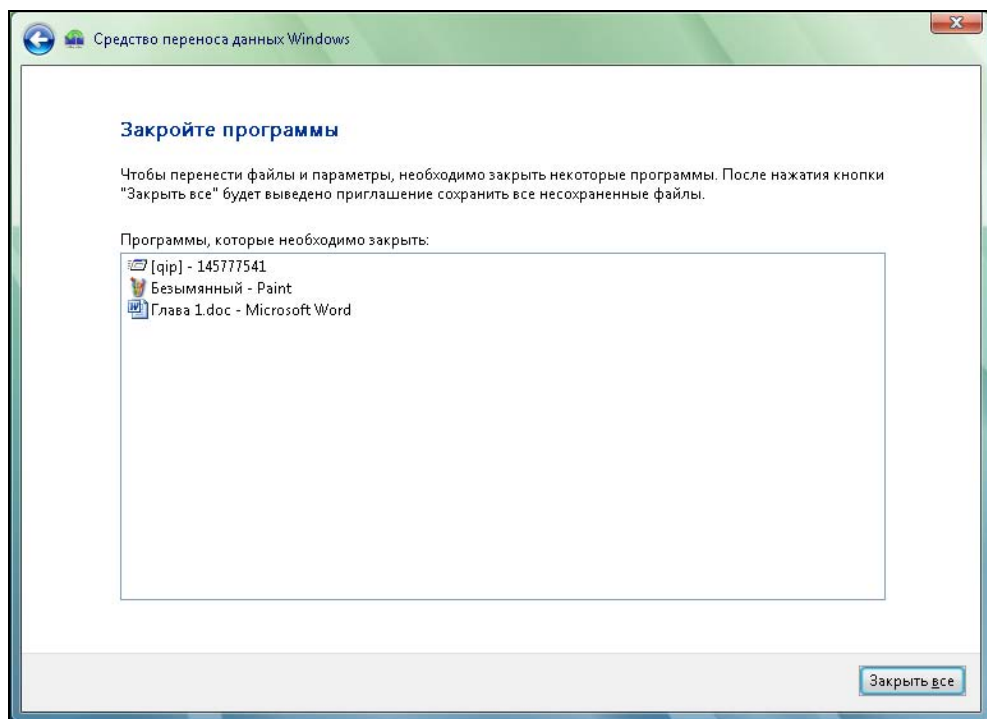 Средство переноса данных Windows
Закройте программы
Чтобы перенести файлы и параметры, необходимо закрыть некоторые программы. После нажатия кнопки
"Закрыть все" будет выведено приглашение сохранить все несохраненные файлы.
Программы, которые необходимо закрыть:
[qip] - 145777541
Безымянный - Paint
Глава 1.doc - Microsoft Word
Закрыть все